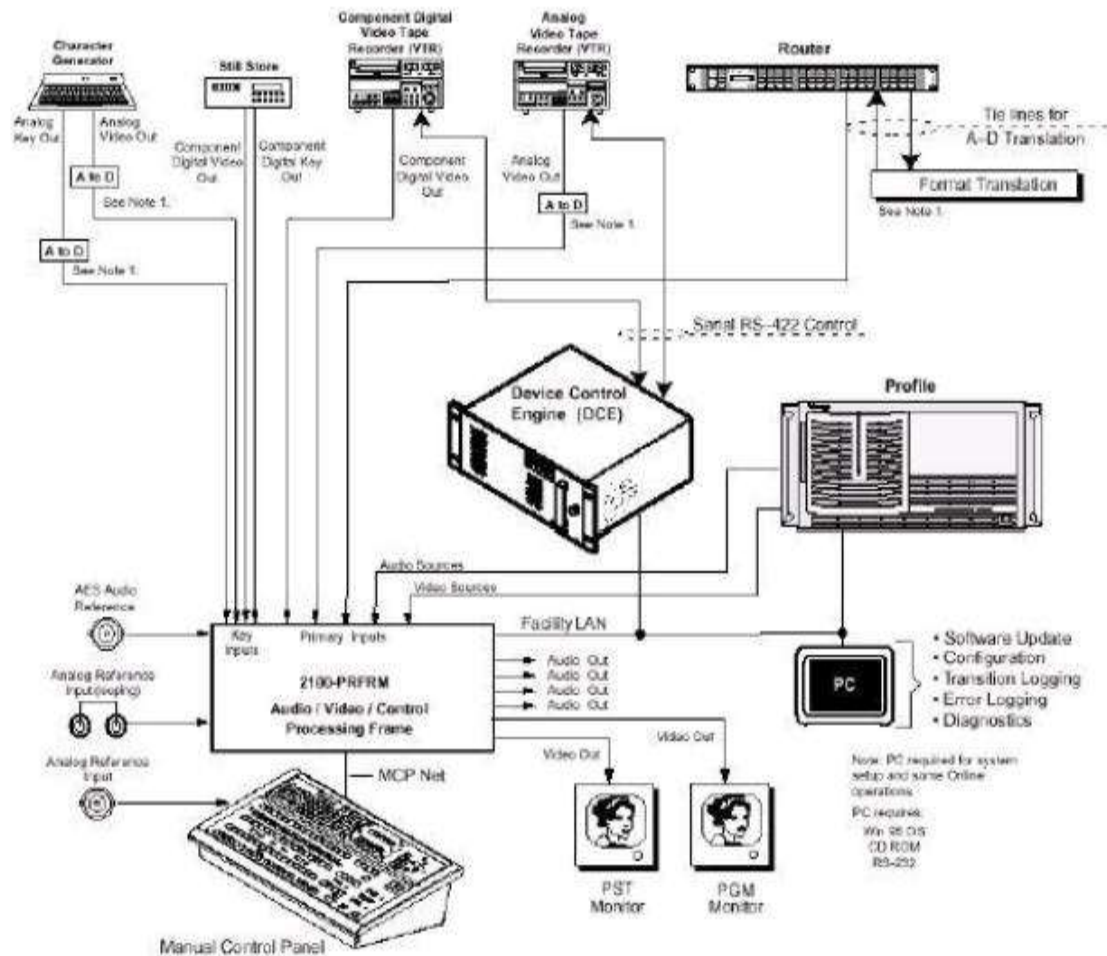 Component Digital
Video Tape
Recorder (VTR)
Analog
Video Tape
Recorder (VTR)
Router
Character
Generator
Still Store
Analog
Key Out
Analog
Video Out
Component
Digital Video
Out
Component
Digital Key
Out
Component
Digital Video
Out
Analog
Video Out
Tie lines for
A-D Translation
Format Translation
See Note 1.
A to D
See Note 1.
A to D
See Note 1.
A to D
See Note 1.
Serial RS-422 Control
Device Control
Engine (DCE)
Profile
Audio Sources
Video Sources
AES Audio
Reference
Key
Inputs
Primary Inputs
Facility LAN
2100-PRFRM
Audio / Video / Control
Processing Frame
Audio Out
Audio Out
Audio Out
Audio Out
Analog Reference
Input(looping)
PC
• Software Update
• Configuration
• Transition Logging
• Error Logging
• Diagnostics
Video Out
Video Out
Analog Reference
Input
MCP Net
Note: PC required for system
setup and some Online
operations.
PC requires:
Win 95 OS
CD ROM
RS-232
PST
Monitor
PGM
Monitor
Manual Control Panel